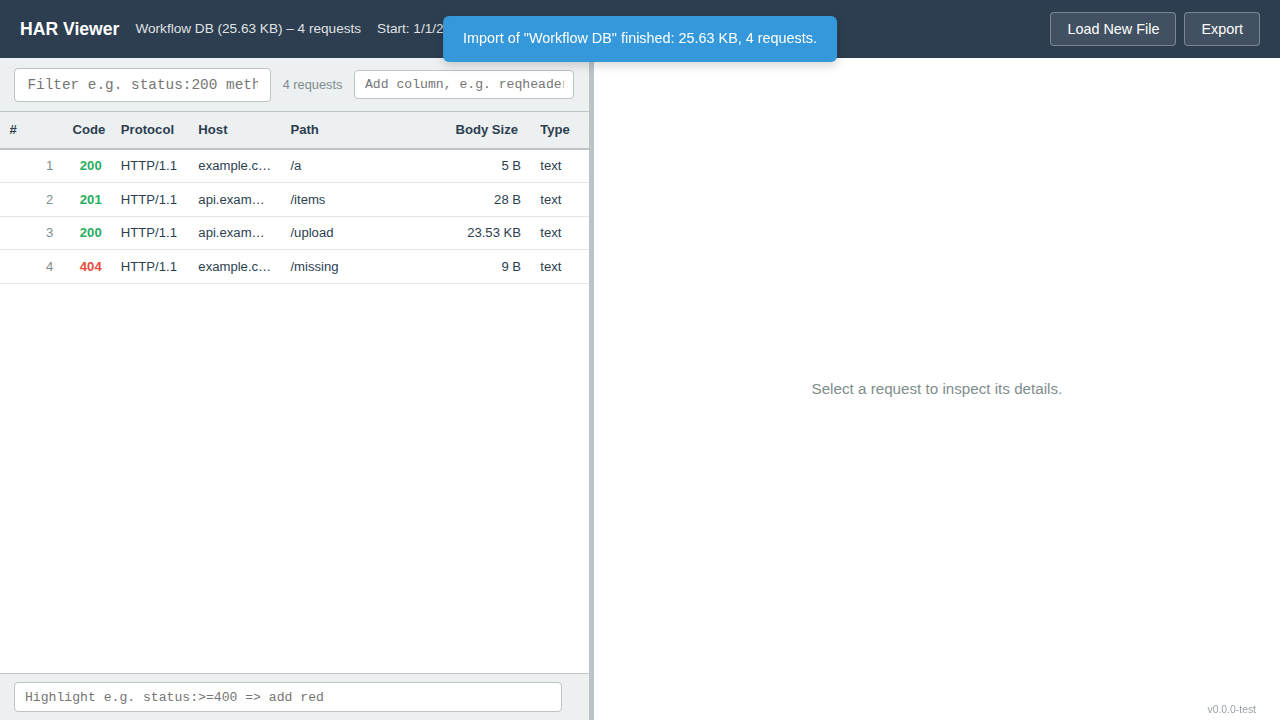 HAR Viewer Workflow DB (25.63 KB) – 4 requests Start: 1/1/2
Import of "Workflow DB" finished: 25.63 KB, 4 requests.
Load New File Export
Filter e.g. status:200 meth 4 requests Add column, e.g. reqheade
# Code Protocol Host Path Body Size Type
1 200 HTTP/1.1 example.c… /a 5 B text
2 201 HTTP/1.1 api.exam… /items 28 B text
3 200 HTTP/1.1 api.exam… /upload 23.53 KB text
4 404 HTTP/1.1 example.c… /missing 9 B text
Select a request to inspect its details.
Highlight e.g. status:>=400 => add red
v0.0.0-test